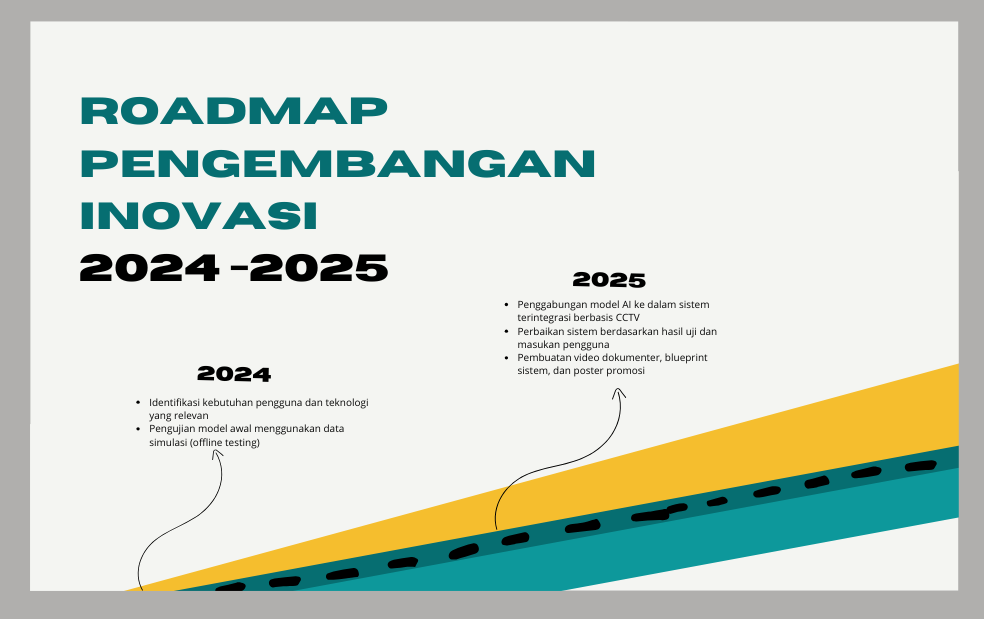 ROADMAP
PENGEMBANGAN
INOVASI
2024 -2025
2024
• Identifikasi kebutuhan pengguna dan teknologi
yang relevan
• Pengujian model awal menggunakan data
simulasi (offline testing)
2025
• Penggabungan model AI ke dalam sistem
terintegrasi berbasis CCTV
• Perbaikan sistem berdasarkan hasil uji dan
masukan pengguna
• Pembuatan video dokumenter, blueprint
sistem, dan poster promosi